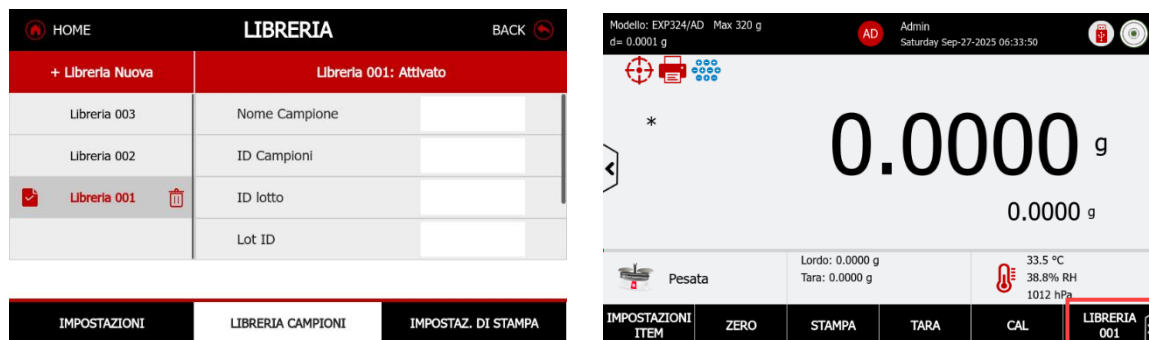 HOME
LIBRERIA
BACK
+ Libreria Nuova
Libreria 001: Attivato
Libreria 003
Nome Campione
Libreria 002
ID Campioni
Libreria 001
ID lotto
Lot ID
IMPOSTAZIONI
LIBRERIA CAMPIONI
IMPOSTAZ. DI STAMPA
Modello: EXP324/AD Max 320 g
d= 0.0001 g
AD
Admin
Saturday Sep-27-2025 06:33:50
*
0.0000 g
0.0000 g
Pesata
Lordo: 0.0000 g
Tara: 0.0000 g
33.5 °C
38.8% RH
1012 hPa
IMPOSTAZIONI
ITEM
ZERO
STAMPA
TARA
CAL
LIBRERIA
001